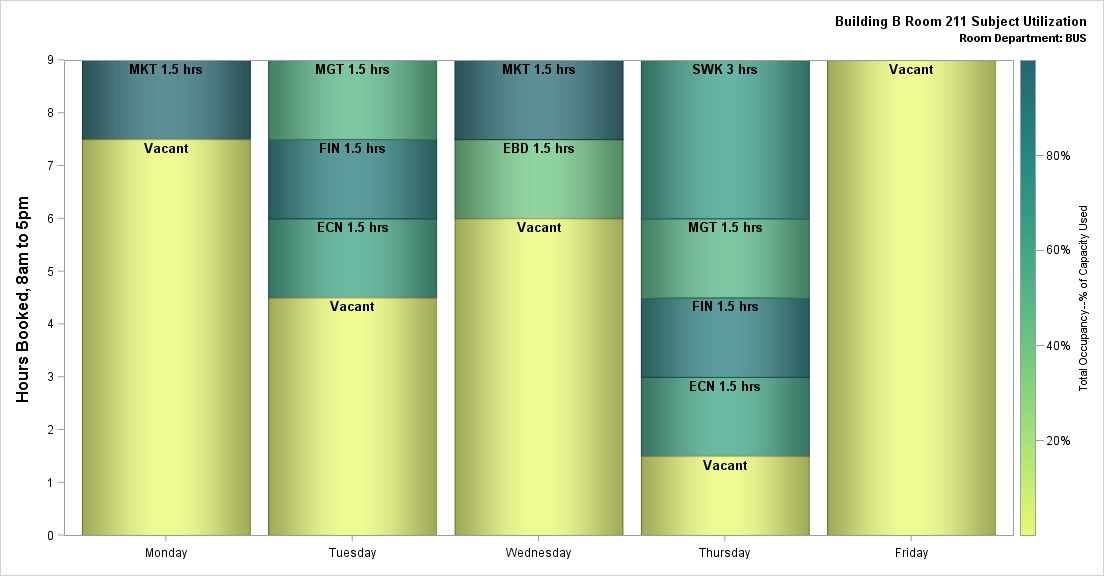 Building B Room 211 Subject Utilization
Room Department: BUS
Hours Booked, 8am to 5pm
9
8
7
6
5
4
3
2
1
0
MKT 1.5 hrs
Vacant
MGT 1.5 hrs
FIN 1.5 hrs
ECN 1.5 hrs
Vacant
MKT 1.5 hrs
EBD 1.5 hrs
Vacant
SWK 3 hrs
MGT 1.5 hrs
FIN 1.5 hrs
ECN 1.5 hrs
Vacant
Vacant
Monday
Tuesday
Wednesday
Thursday
Friday
80%
60%
40%
20%
Total Occupancy--% of Capacity Used